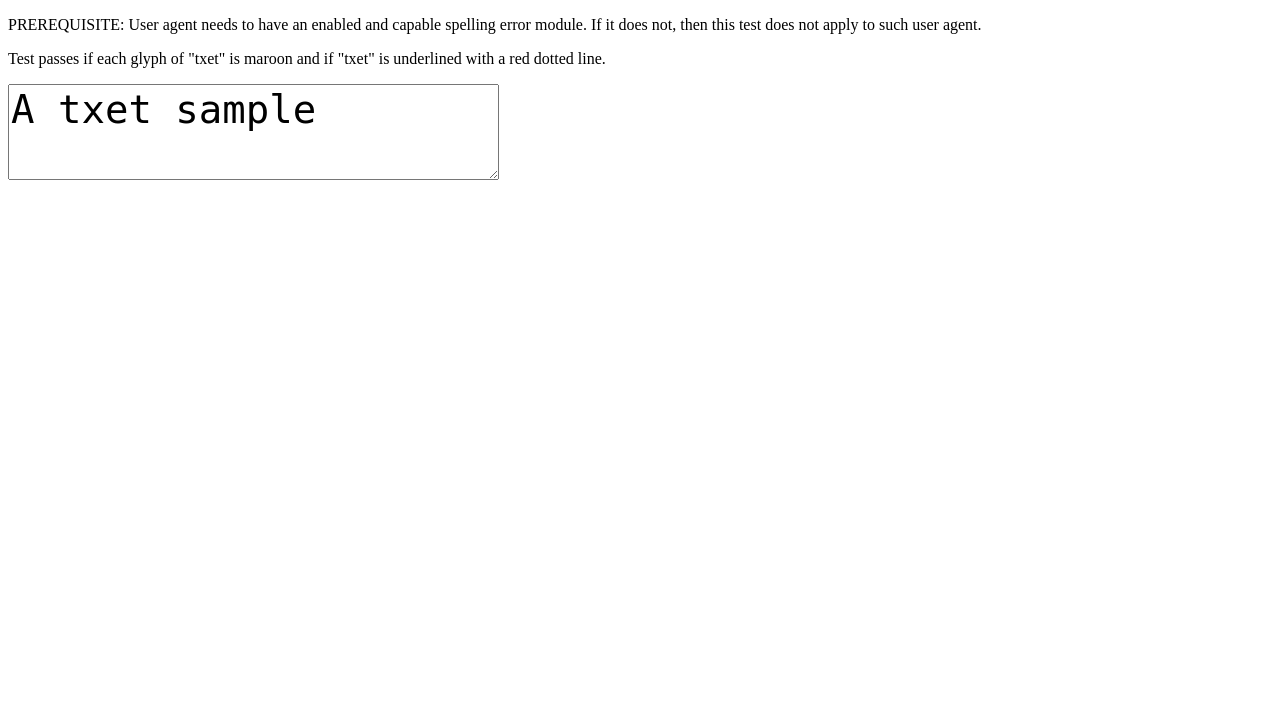 PREREQUISITE: User agent needs to have an enabled and capable spelling error module. If it does not, then this test does not apply to such user agent.
Test passes if each glyph of "txet" is maroon and if "txet" is underlined with a red dotted line.
A txet sample